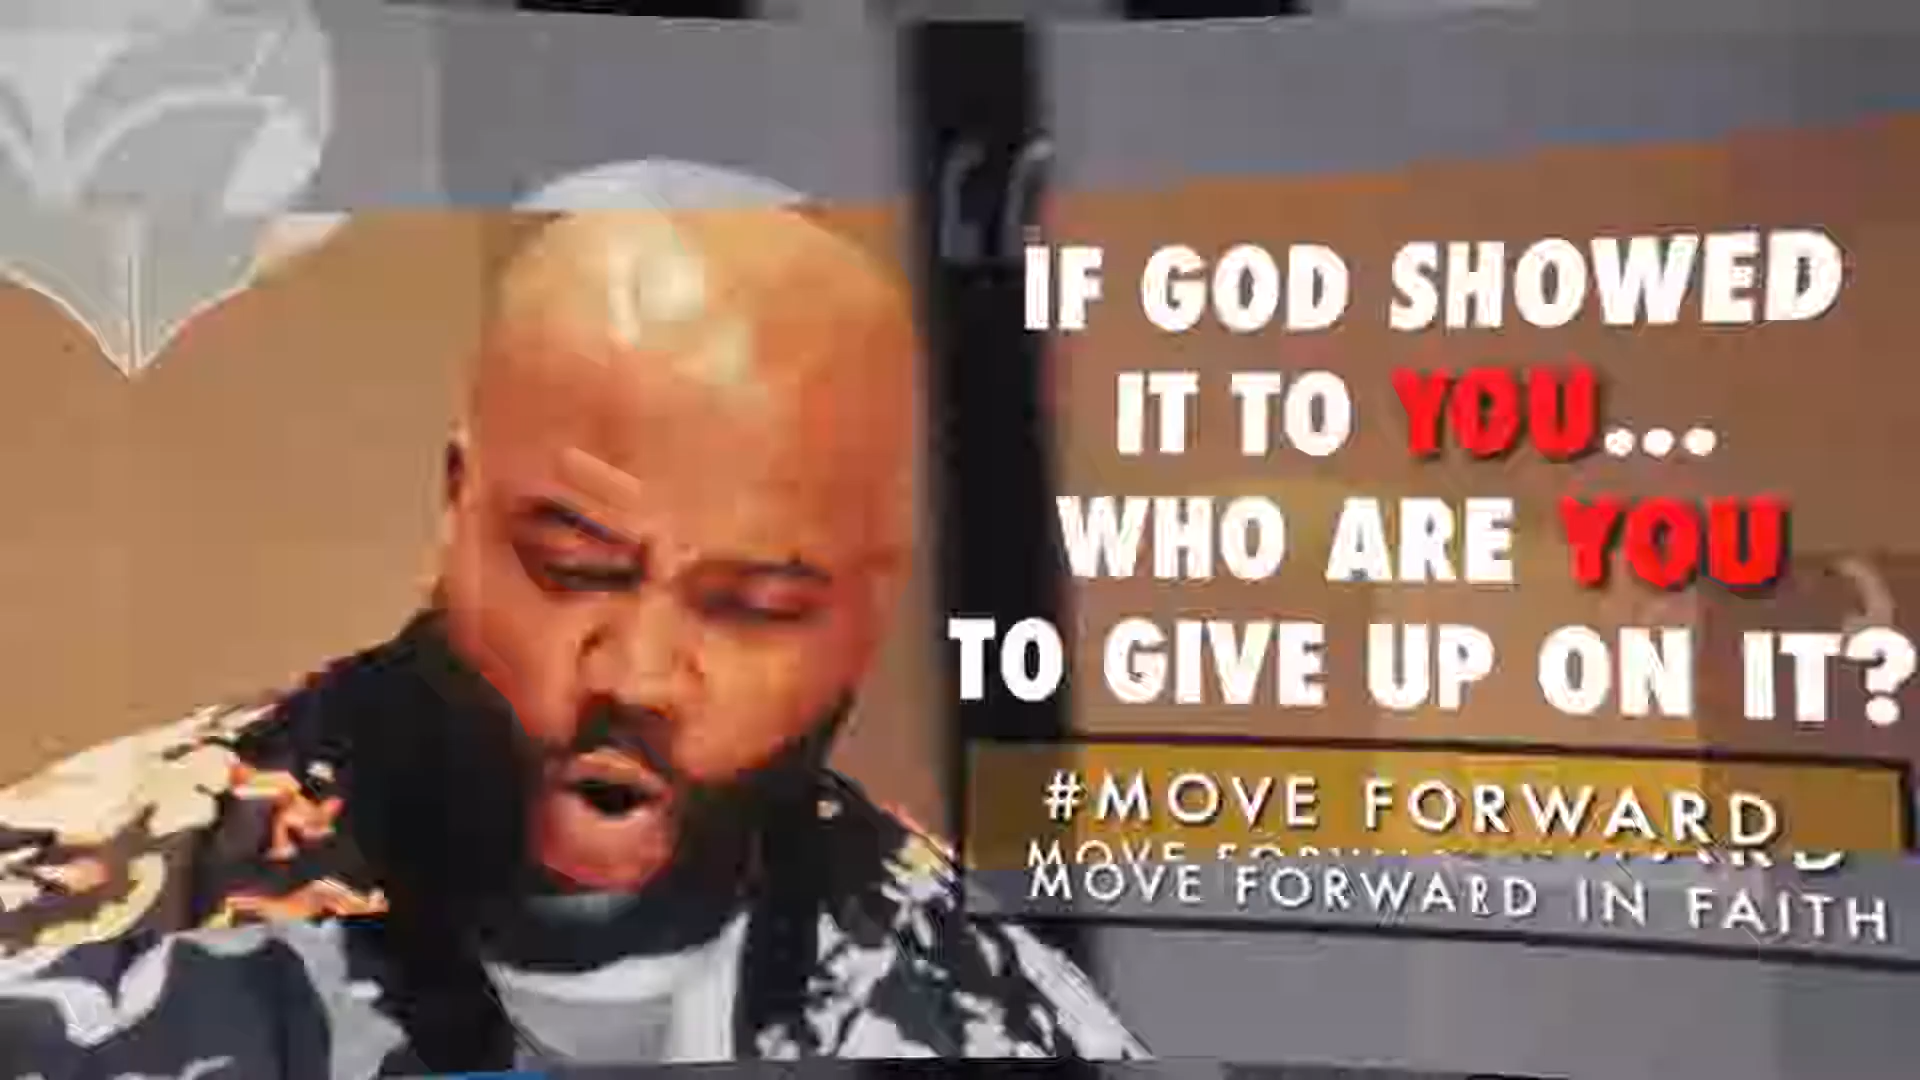 “
IF GOD SHOWED
IT TO YOU...
WHO ARE YOU
TO GIVE UP ON IT?
#MOVE FORWARD
MOVE FORWARD IN FAITH